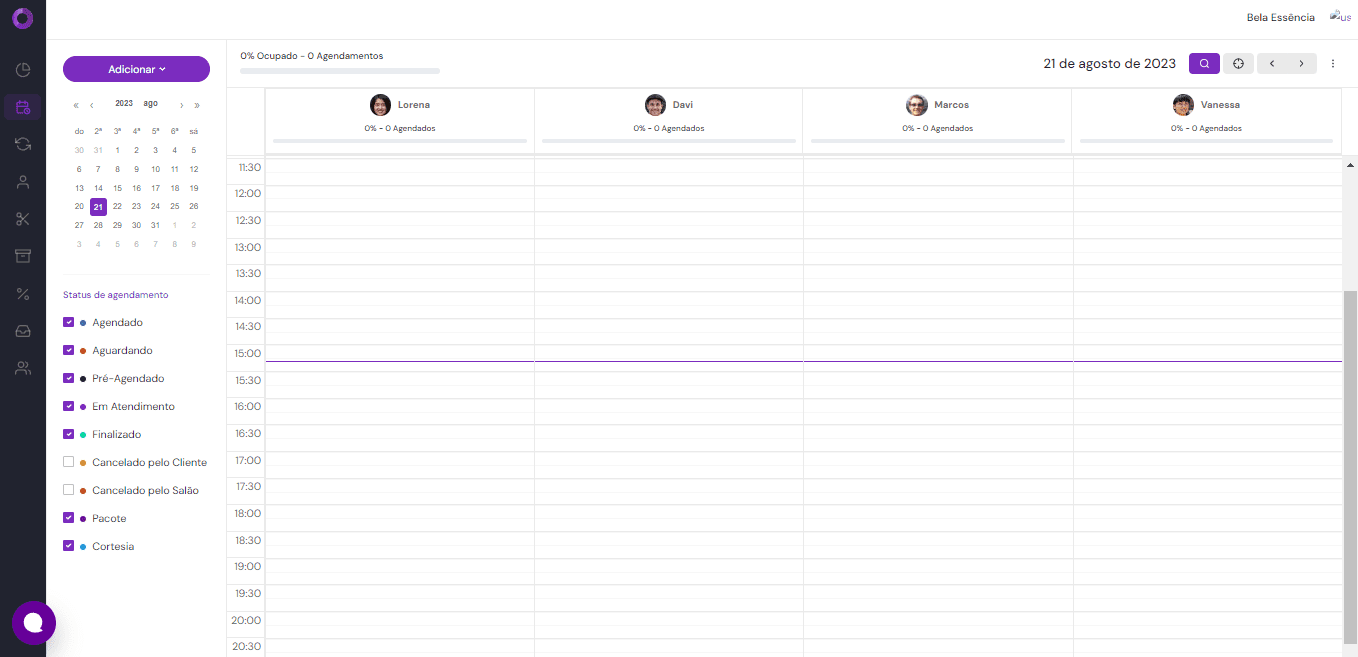 Bela Essência
us
Adicionar
0% Ocupado - 0 Agendamentos
21 de agosto de 2023
« ‹ 2023 ago › »
do 2ª 3ª 4ª 5ª 6ª sá
30 31 1 2 3 4 5
6 7 8 9 10 11 12
13 14 15 16 17 18 19
20 21 22 23 24 25 26
27 28 29 30 31 1 2
3 4 5 6 7 8 9
Status de agendamento
Agendado
Aguardando
Pré-Agendado
Em Atendimento
Finalizado
Cancelado pelo Cliente
Cancelado pelo Salão
Pacote
Cortesia
Lorena
0% - 0 Agendados
Davi
0% - 0 Agendados
Marcos
0% - 0 Agendados
Vanessa
0% - 0 Agendados
11:30
12:00
12:30
13:00
13:30
14:00
14:30
15:00
15:30
16:00
16:30
17:00
17:30
18:00
18:30
19:00
19:30
20:00
20:30